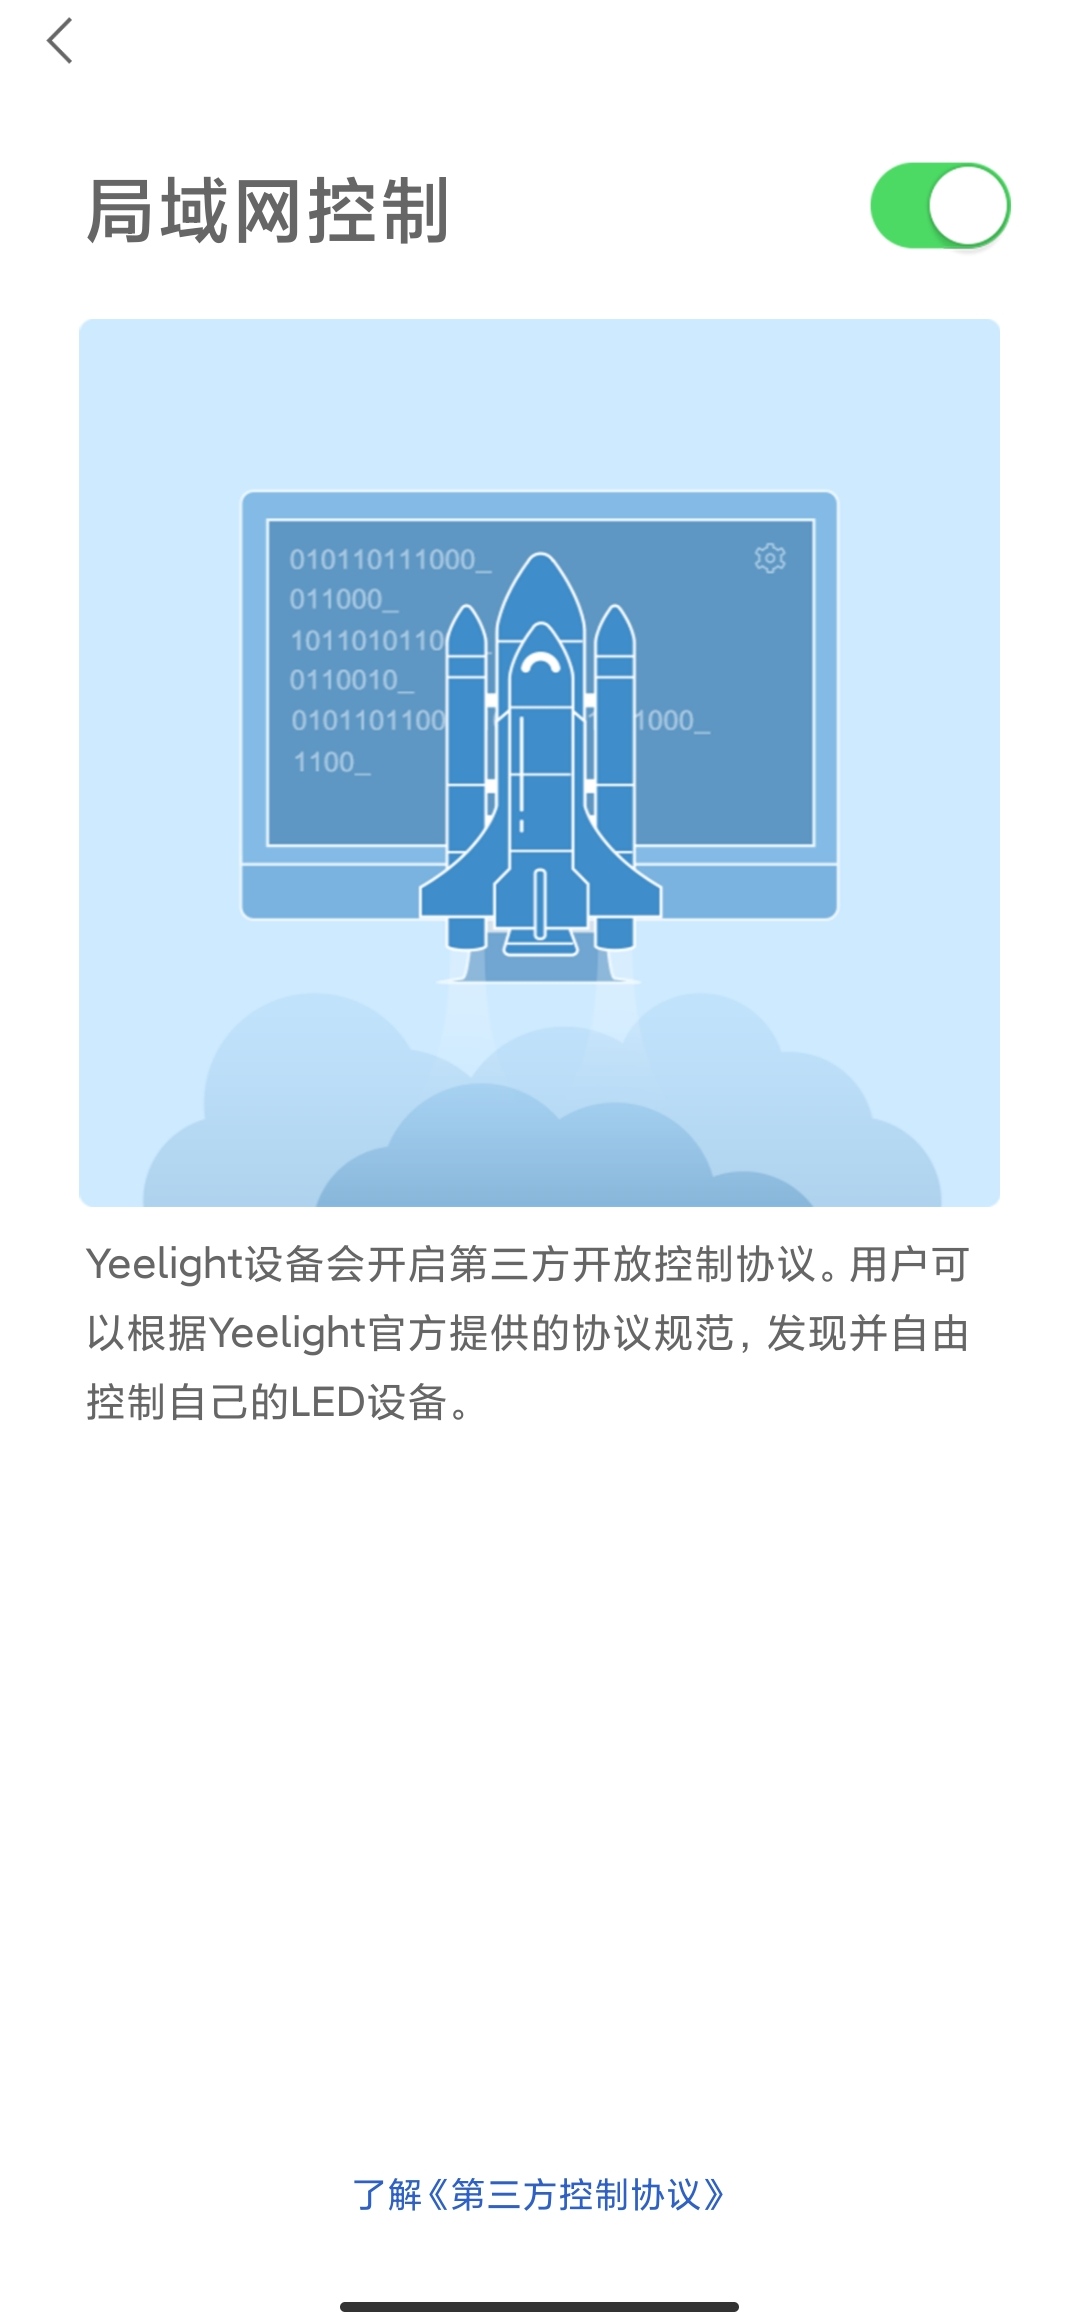 局域网控制
010110111000_
011000_
1011010110
0110010_
0101101100 1000_
1100_
Yeelight设备会开启第三方开放控制协议。用户可
以根据Yeelight官方提供的协议规范，发现并自由
控制自己的LED设备。
了解《第三方控制协议》